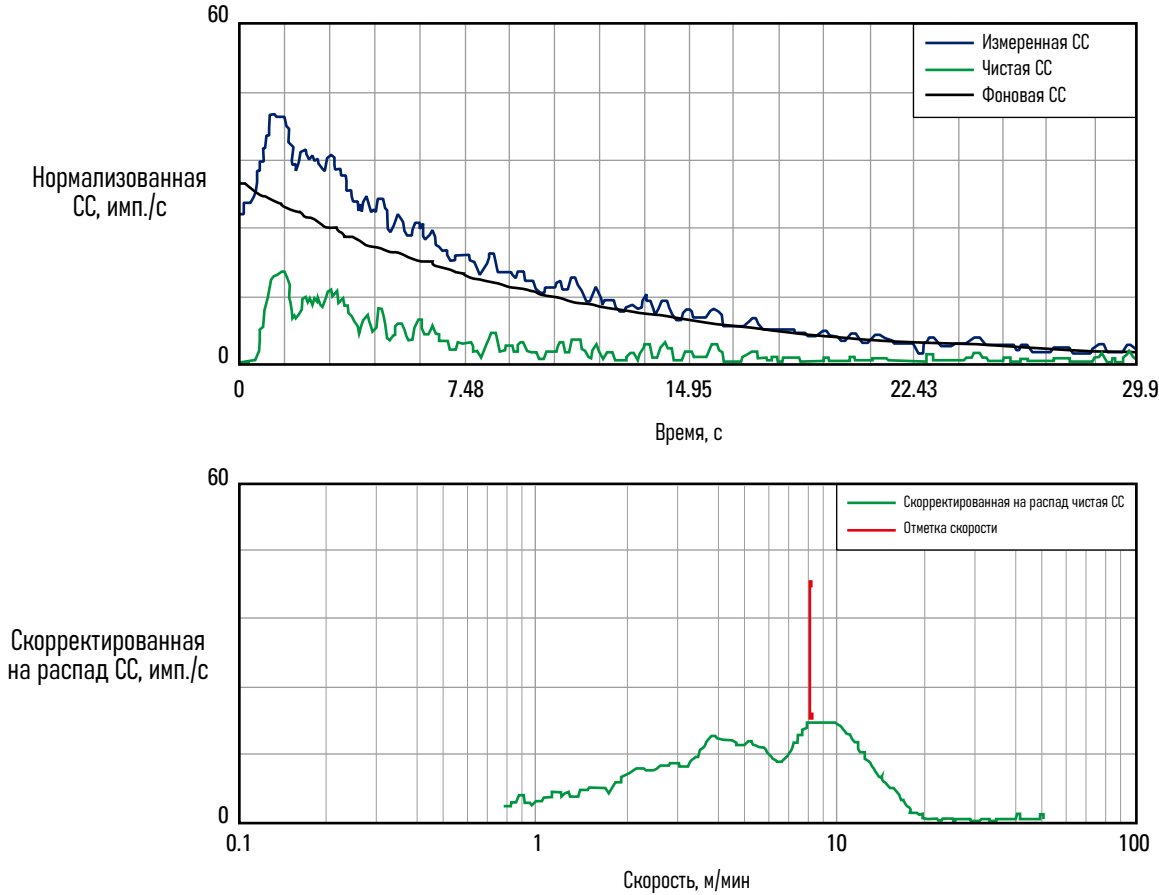 60
Измеренная СС
Чистая СС
Фоновая СС
Нормализованная
СС, имп./с
0
0
7.48
14.95
22.43
29.9
Время, с
60
Скорректированная на распад чистая СС
Отметка скорости
Скорректированная
на распад СС, имп./с
0
0.1
1
10
100
Скорость, м/мин